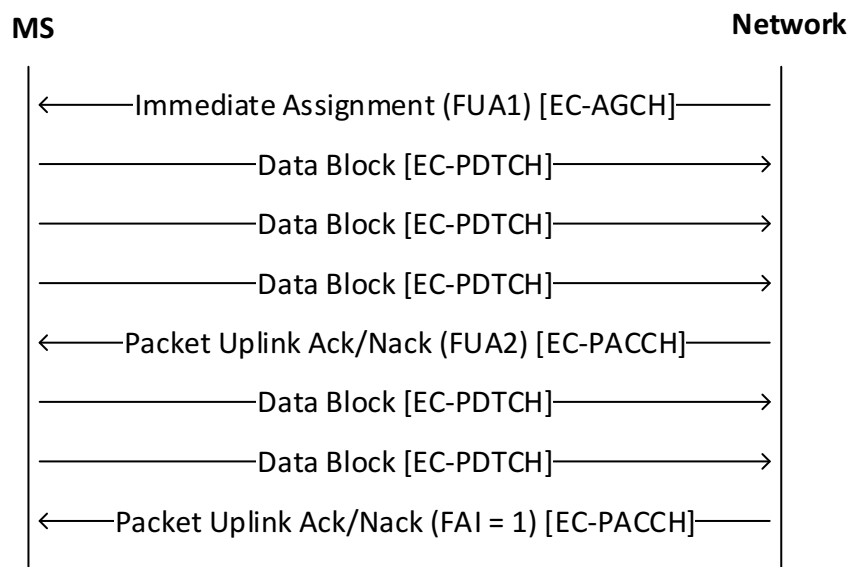 MS
Network
Immediate Assignment (FUA1) [EC-AGCH]
Data Block [EC-PDTCH]
Data Block [EC-PDTCH]
Data Block [EC-PDTCH]
Packet Uplink Ack/Nack (FUA2) [EC-PACCH]
Data Block [EC-PDTCH]
Data Block [EC-PDTCH]
Packet Uplink Ack/Nack (FAI = 1) [EC-PACCH]